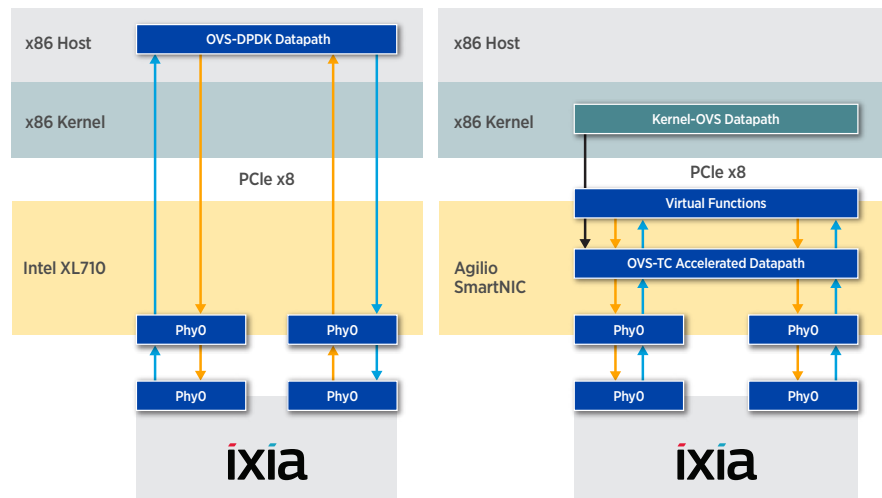 x86 Host
OVS-DPDK Datapath
x86 Kernel
PCIe x8
Intel XL710
Phy0
Phy0
Phy0
Phy0
ixia
x86 Host
x86 Kernel
Kernel-OVS Datapath
PCIe x8
Virtual Functions
Agilio
SmartNIC
OVS-TC Accelerated Datapath
Phy0
Phy0
Phy0
Phy0
ixia